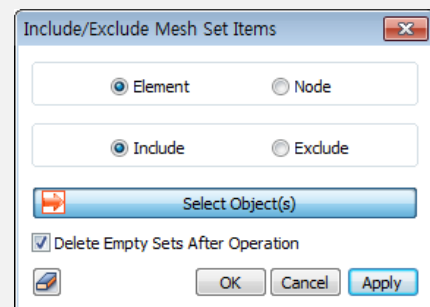 Include/Exclude Mesh Set Items
Element Node
Include Exclude
Select Object(s)
Delete Empty Sets After Operation
OK Cancel Apply